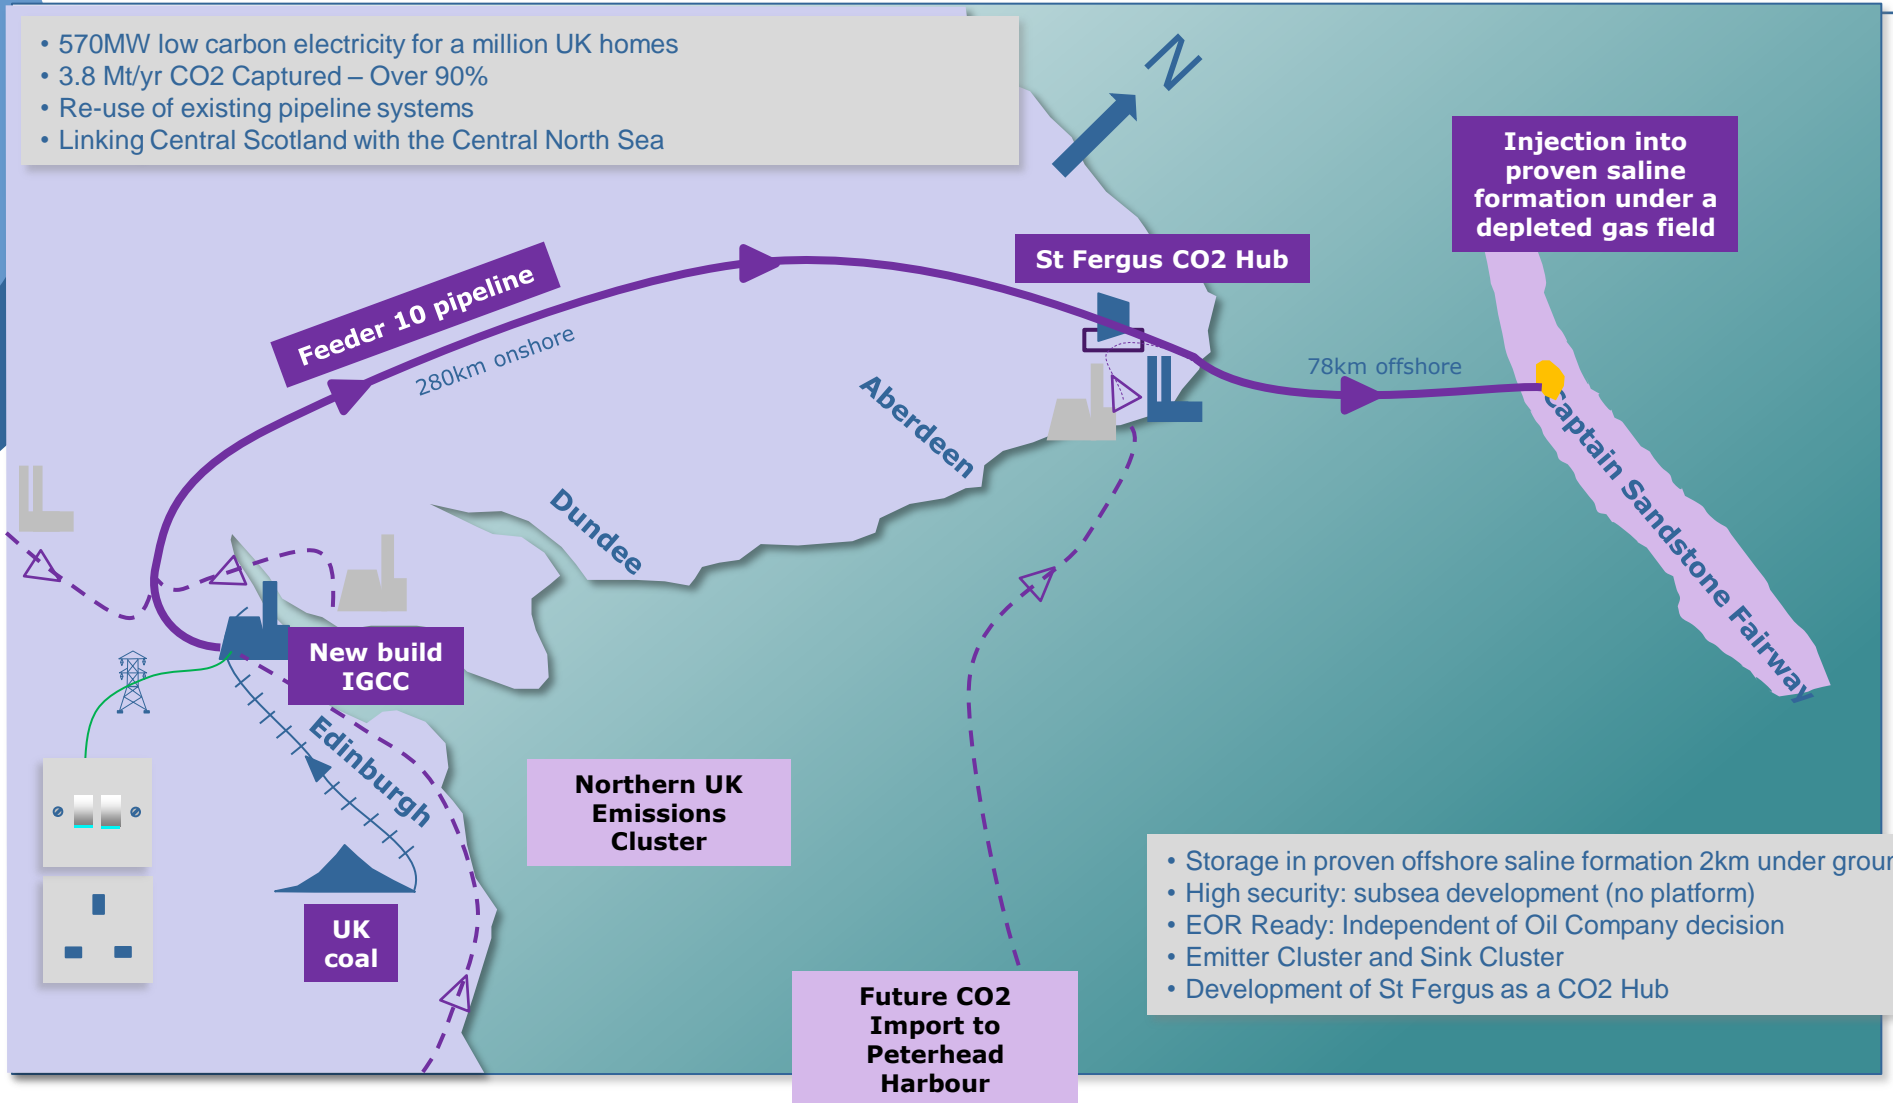 • 570MW low carbon electricity for a million UK homes
• 3.8 Mt/yr CO2 Captured – Over 90%
• Re-use of existing pipeline systems
• Linking Central Scotland with the Central North Sea
N
Injection into
proven saline
formation under a
depleted gas field
St Fergus CO2 Hub
Feeder 10 pipeline
280km onshore
78km offshore
Aberdeen
Dundee
Captain Sandstone Fairway
New build
IGCC
Edinburgh
Northern UK
Emissions
Cluster
UK
coal
• Storage in proven offshore saline formation 2km under
• High security: subsea development (no platform)
• EOR Ready: Independent of Oil Company decision
• Emitter Cluster and Sink Cluster
• Development of St Fergus as a CO2 Hub
Future CO2
Import to
Peterhead
Harbour